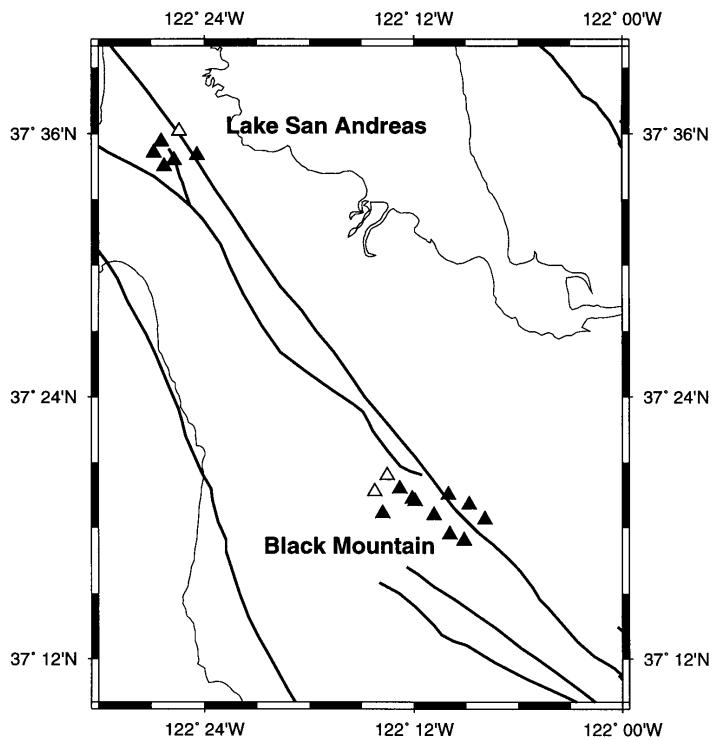 122˚ 24'W 122˚ 12'W 122˚ 00'W
37˚ 36'N Lake San Andreas 37˚ 36'N
37˚ 24'N 37˚ 24'N
Black Mountain
37˚ 12'N 37˚ 12'N
122˚ 24'W 122˚ 12'W 122˚ 00'W